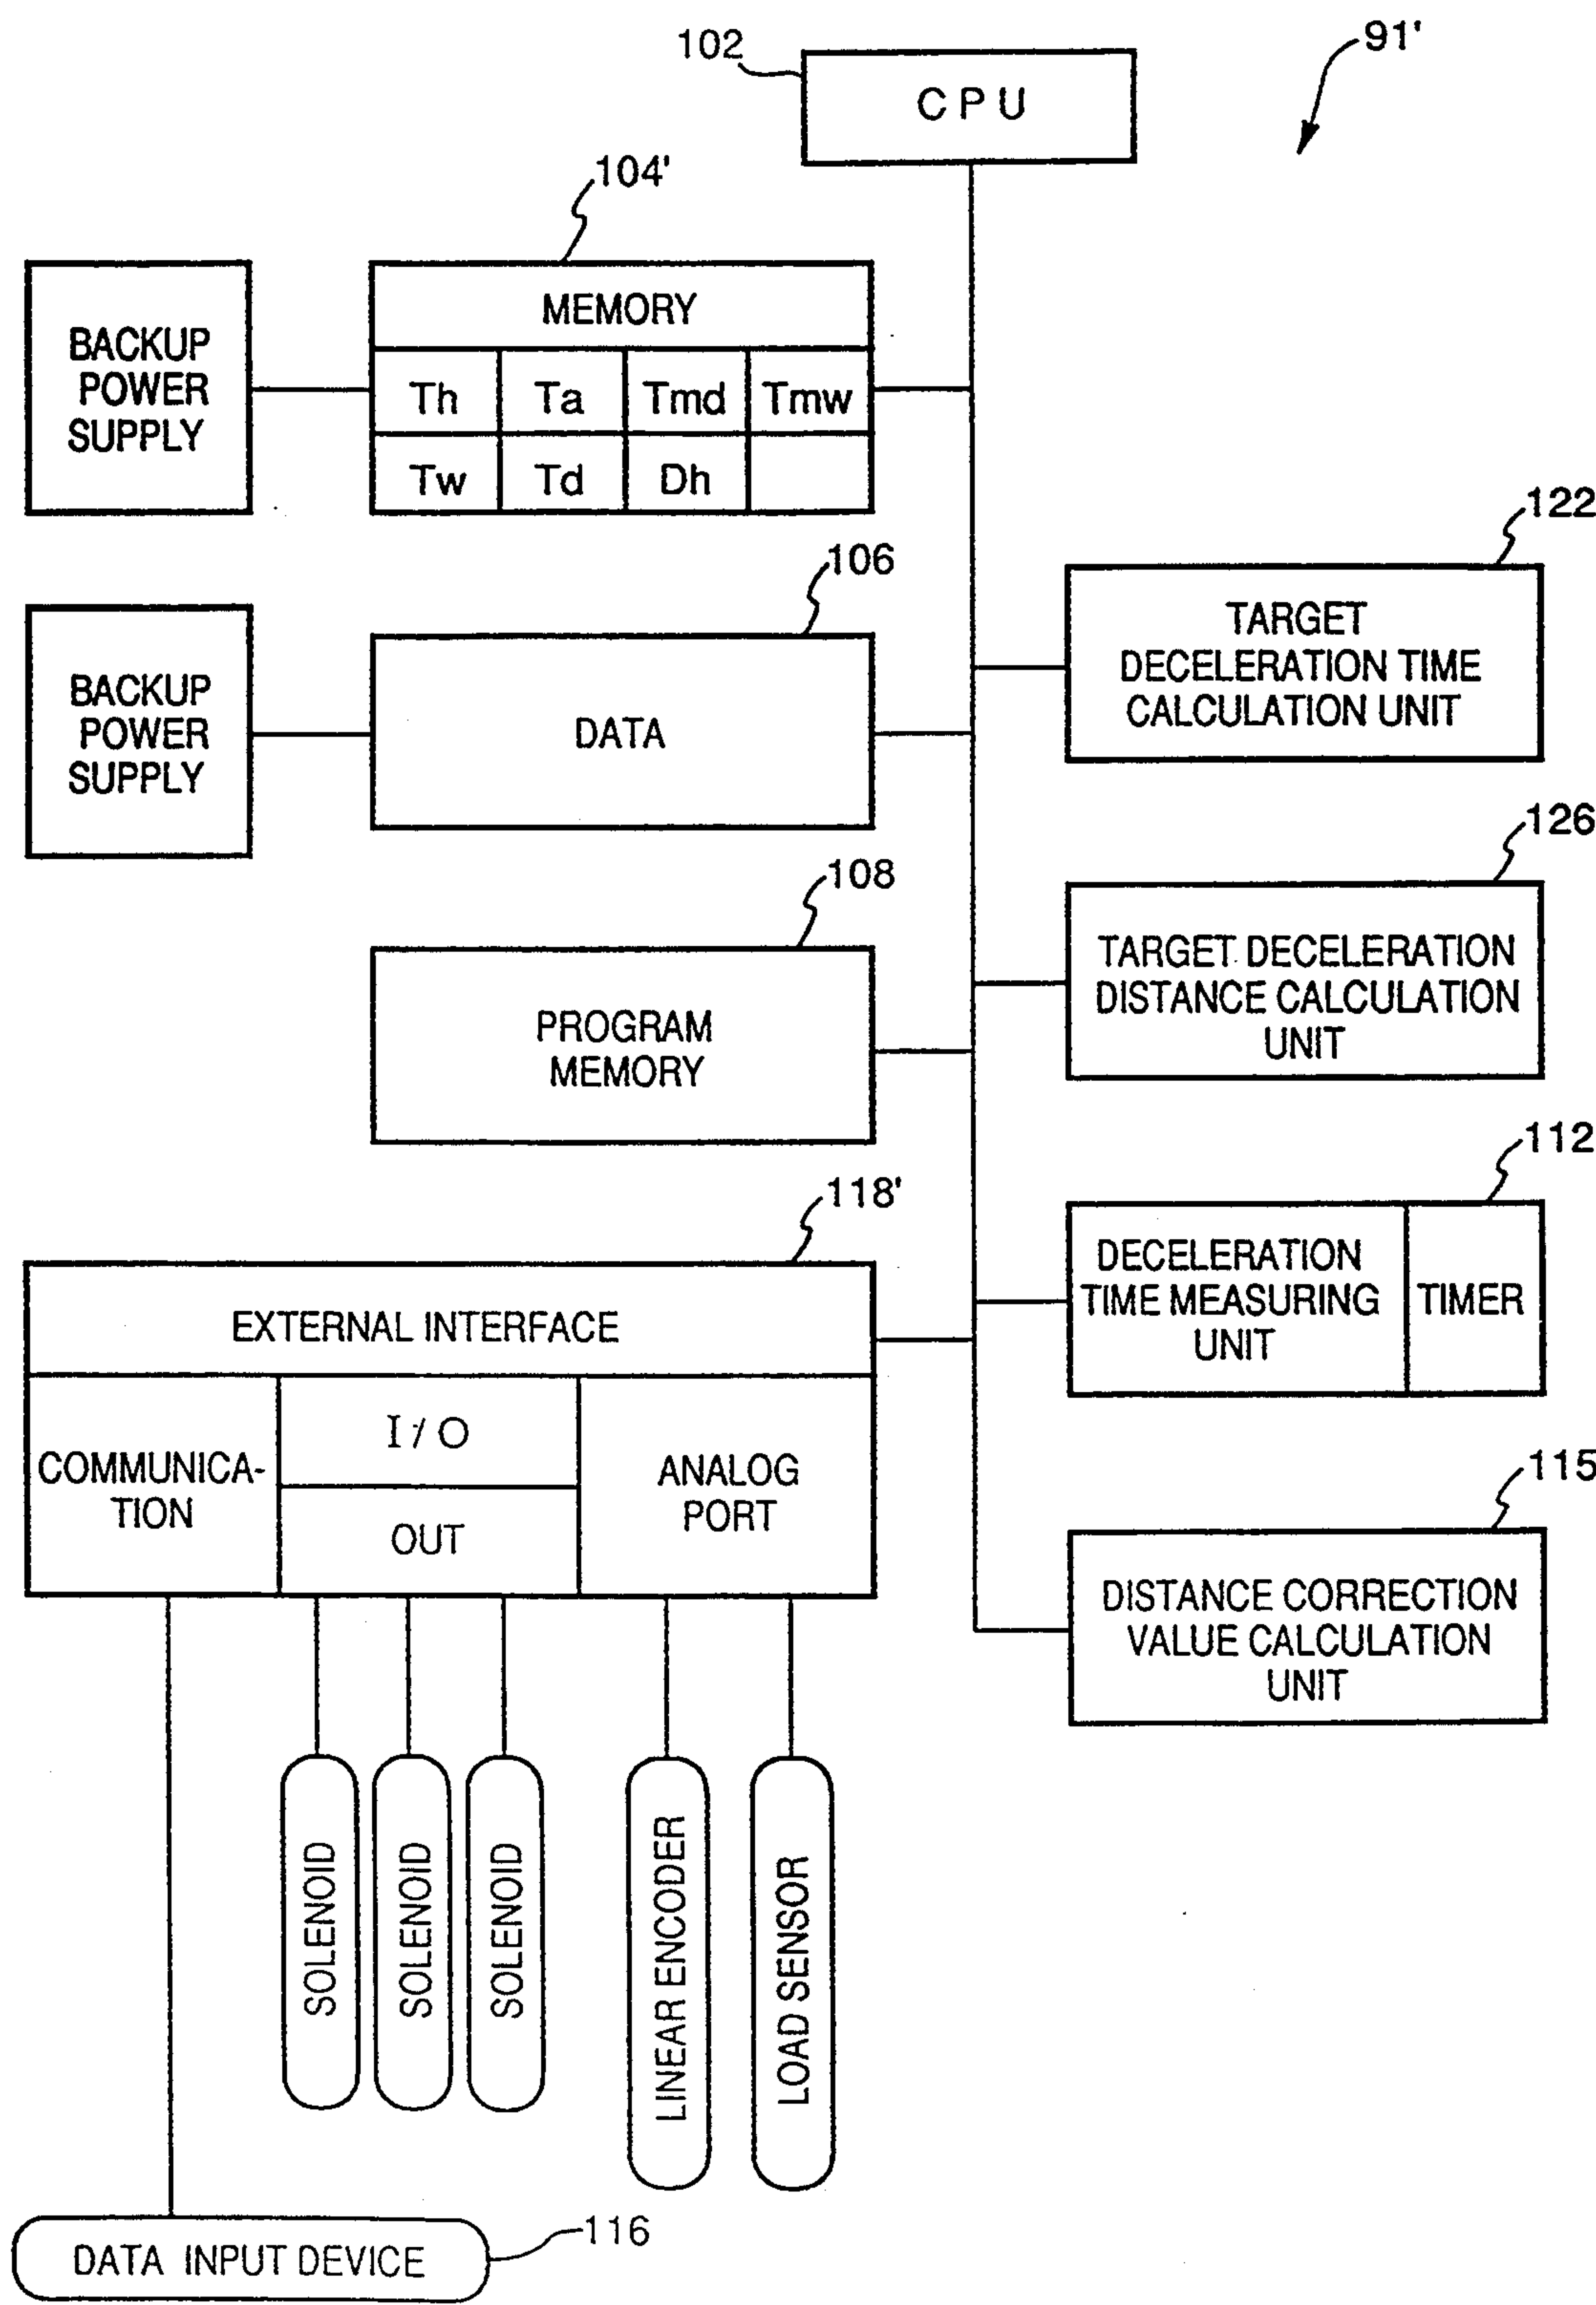 102
CPU
91'
104'
BACKUP
POWER
SUPPLY
MEMORY
Th Ta Tmd Tmw
Tw Td Dh
122
TARGET
DECELERATION TIME
CALCULATION UNIT
106
BACKUP
POWER
SUPPLY
DATA
126
TARGET DECELERATION
DISTANCE CALCULATION
UNIT
108
PROGRAM
MEMORY
112
DECELERATION
TIME MEASURING
UNIT
TIMER
118'
EXTERNAL INTERFACE
COMMUNICA-
TION
I/O
OUT
ANALOG
PORT
115
DISTANCE CORRECTION
VALUE CALCULATION
UNIT
SOLENOID
SOLENOID
SOLENOID
LINEAR ENCODER
LOAD SENSOR
DATA INPUT DEVICE
116